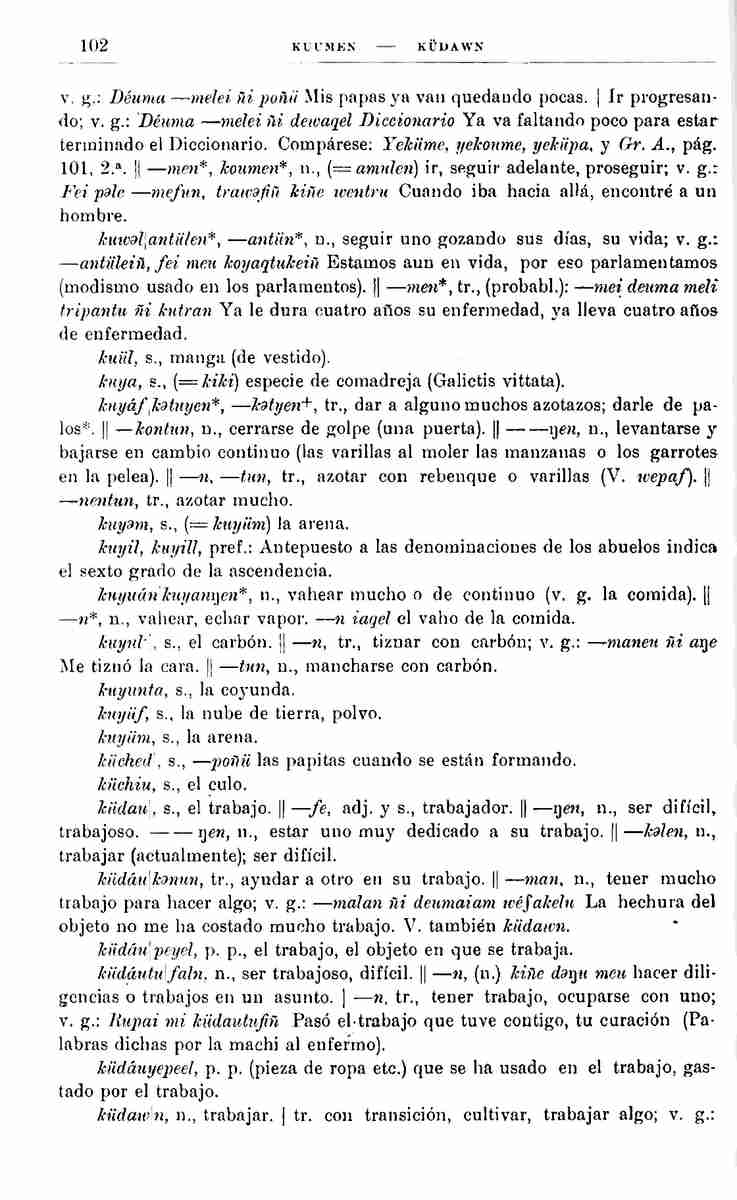 102 KUUMEN — KÜDAWN
v. g.: Déuma —melei ñi poñü Mis papas ya van quedando pocas. | Ir progresan-
do; v. g.: Déuma —melei ñi dewaqel Diccionario Ya va faltando poco para estar
terminado el Diccionario. Compárese: Yeküme, yekoume, yeküpa, y Gr. A., pág.
101, 2.ª. || —men*, koumen*, n., (= amulen) ir, seguir adelante, proseguir; v. g.:
Fei pəle —mefun, trawəfiñ kiñe wentru Cuando iba hacia allá, encontré a un
hombre.
kuwəl|antülen*, —antün*, n., seguir uno gozando sus días, su vida; v. g.:
—antüleiñ, fei meu koyaqtukeiñ Estamos aun en vida, por eso parlamentamos
(modismo usado en los parlamentos). || —men*, tr., (probabl.): —mei deuma meli
tripantu ñi kutran Ya le dura cuatro años su enfermedad, ya lleva cuatro años
de enfermedad.
kuül, s., manga (de vestido).
kuya, s., (= kiki) especie de comadreja (Galictis vittata).
kuyáf|kətuyen*, —kətyen+, tr., dar a alguno muchos azotazos; darle de pa-
los*. || —kontun, n., cerrarse de golpe (una puerta). || — —ŋen, n., levantarse y
bajarse en cambio continuo (las varillas al moler las manzanas o los garrotes
en la pelea). || —n, —tun, tr., azotar con rebenque o varillas (V. wepaf). ||
—nentun, tr., azotar mucho.
kuyəm, s., (= kuyüm) la arena.
kuyil, kuyill, pref.: Antepuesto a las denominaciones de los abuelos indica
el sexto grado de la ascendencia.
kuyuán|kuyanŋen*, n., vahear mucho o de continuo (v. g. la comida). ||
—n*, n., vahear, echar vapor. —n iaqel el vaho de la comida.
kuyul|, s., el carbón. || —n, tr., tiznar con carbón; v. g.: —maneu ñi aŋe
Me tiznó la cara. || —tun, n., mancharse con carbón.
kuyunta, s., la coyunda.
kuyüf, s., la nube de tierra, polvo.
kuyüm, s., la arena.
küched|, s., —poñü las papitas cuando se están formando.
küchiu, s., el culo.
küdau|, s., el trabajo. || —fe, adj. y s., trabajador. || —ŋen, n., ser difícil,
trabajoso. — — ŋen, n., estar uno muy dedicado a su trabajo. || —kəlen, n.,
trabajar (actualmente); ser difícil.
küdáu|kənun, tr., ayudar a otro en su trabajo. || —man, n., tener mucho
trabajo para hacer algo; v. g.: —malan ñi deumaiam wéfakelu La hechura del
objeto no me ha costado mucho trabajo. V. también küdawn.
küdáu|peyel, p. p., el trabajo, el objeto en que se trabaja.
küdáutu|faln, n., ser trabajoso, difícil. || —n, (n.) kiñe dəŋu meu hacer dili-
gencias o trabajos en un asunto. | —n, tr., tener trabajo, ocuparse con uno;
v. g.: Rupai mi küdautufiñ Pasó el trabajo que tuve contigo, tu curación (Pa-
labras dichas por la machi al enfermo).
küdáuyepeel, p. p. (pieza de ropa etc.) que se ha usado en el trabajo, gas-
tado por el trabajo.
küdaw|n, n., trabajar. | tr. con transición, cultivar, trabajar algo; v. g.: